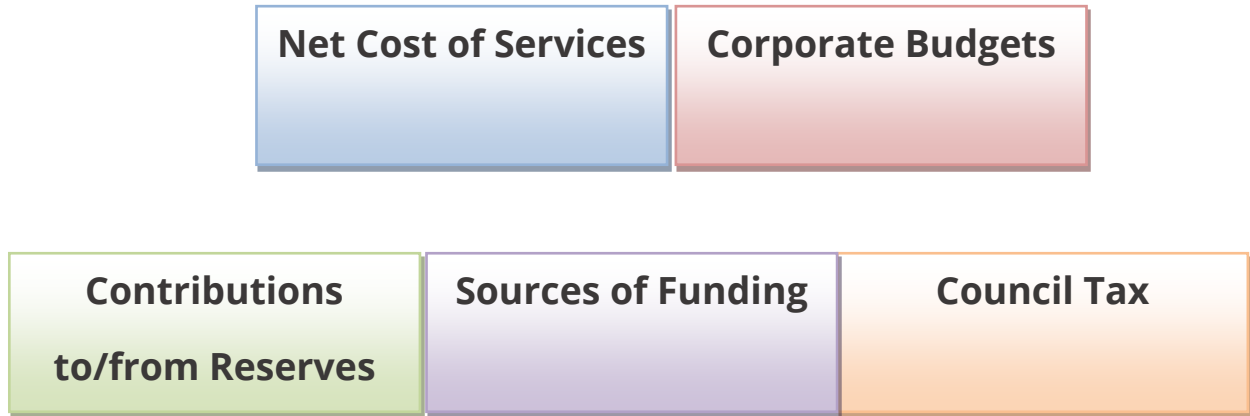 Net Cost of Services
Corporate Budgets
Contributions
to/from Reserves
Sources of Funding
Council Tax